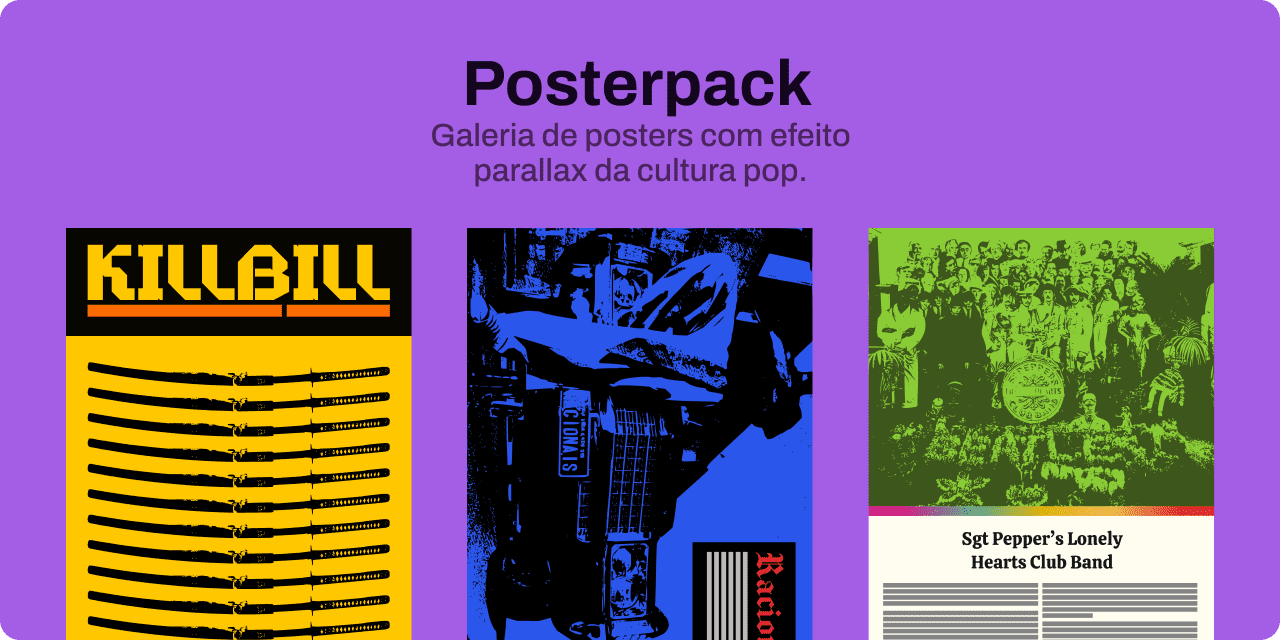 Posterpack
Galeria de posters com efeito
parallax da cultura pop.
KILLBILL
CIONAIS
Racio
Sgt Pepper’s Lonely
Hearts Club Band